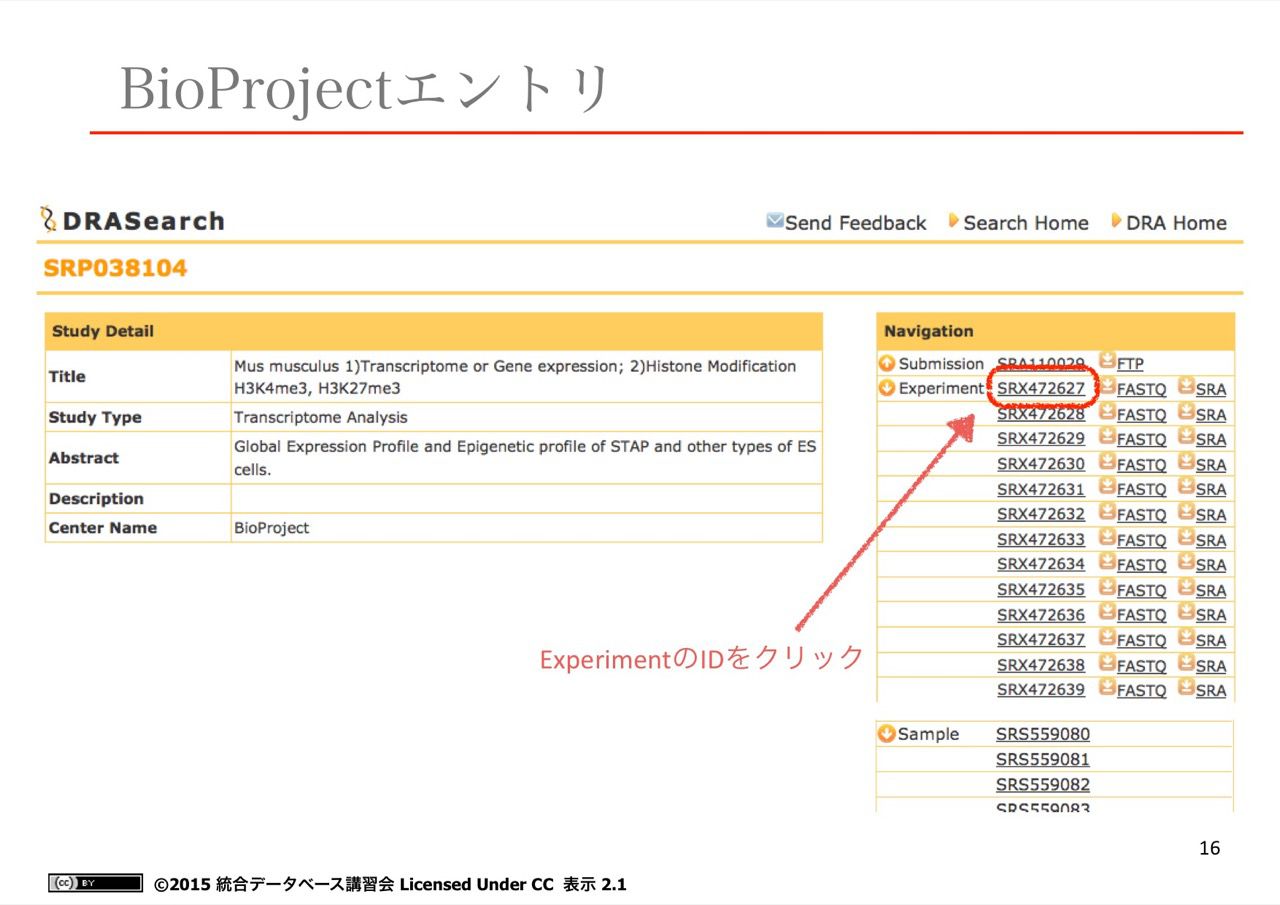 BioProjectエントリ
DRASearch
Send Feedback Search Home DRA Home
SRP038104
Study Detail
Title Mus musculus 1)Transcriptome or Gene expression; 2)Histone Modification
H3K4me3, H3K27me3
Study Type Transcriptome Analysis
Abstract Global Expression Profile and Epigenetic profile of STAP and other types of ES
cells.
Description
Center Name BioProject
Navigation
Submission SRA110029 FTP
Experiment SRX472627 FASTQ SRA
SRX472628 FASTQ SRA
SRX472629 FASTQ SRA
SRX472630 FASTQ SRA
SRX472631 FASTQ SRA
SRX472632 FASTQ SRA
SRX472633 FASTQ SRA
SRX472634 FASTQ SRA
SRX472635 FASTQ SRA
SRX472636 FASTQ SRA
SRX472637 FASTQ SRA
SRX472638 FASTQ SRA
SRX472639 FASTQ SRA
ExperimentのIDをクリック
Sample SRS559080
SRS559081
SRS559082
SRS559083
16
(cc) BY ©2015 統合データベース講習会 Licensed Under CC 表示 2.1